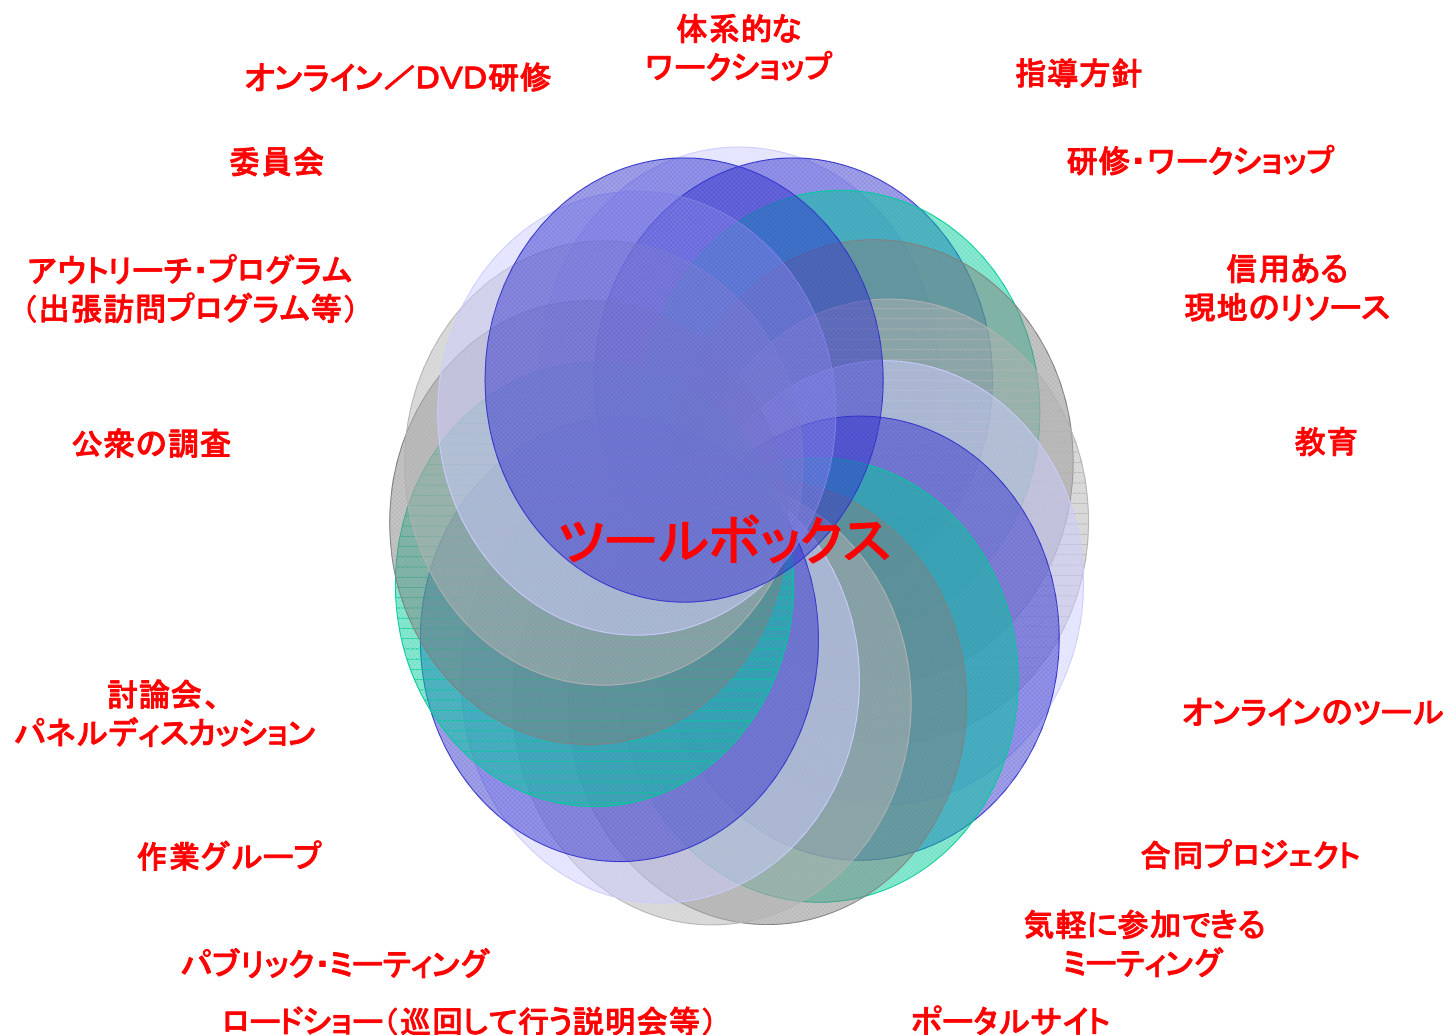 体系的な
ワークショップ
オンライン／DVD研修
指導方針
委員会
研修・ワークショップ
アウトリーチ・プログラム
（出張訪問プログラム等）
信用ある
現地のリソース
公衆の調査
教育
ツールボックス
討論会、
パネルディスカッション
オンラインのツール
作業グループ
合同プロジェクト
気軽に参加できる
ミーティング
パブリック・ミーティング
ロードショー（巡回して行う説明会等）
ポータルサイト